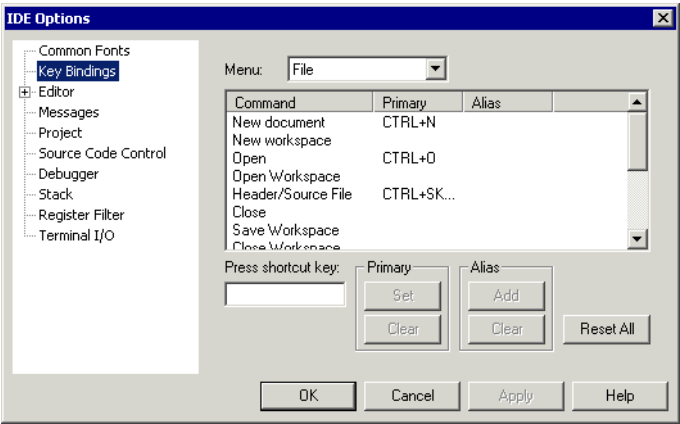 IDE Options
Common Fonts
Key Bindings
Editor
Messages
Project
Source Code Control
Debugger
Stack
Register Filter
Terminal I/O
Menu: File
Command Primary Alias
New document CTRL+N
New workspace
Open CTRL+O
Open Workspace
Header/Source File CTRL+SK...
Close
Save Workspace
Close Workspace
Press shortcut key: Primary Alias
Set Add
Clear Clear Reset All
OK Cancel Apply Help